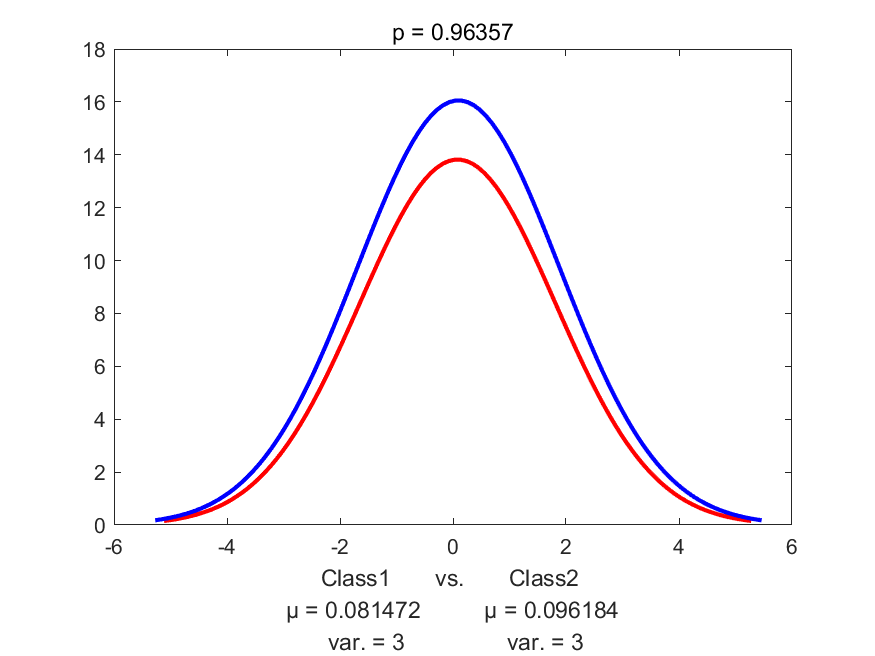 p = 0.96357
18
16
14
12
10
8
6
4
2
0
-6 -4 -2 0 2 4 6
Class1 vs. Class2
μ = 0.081472 μ = 0.096184
var. = 3 var. = 3